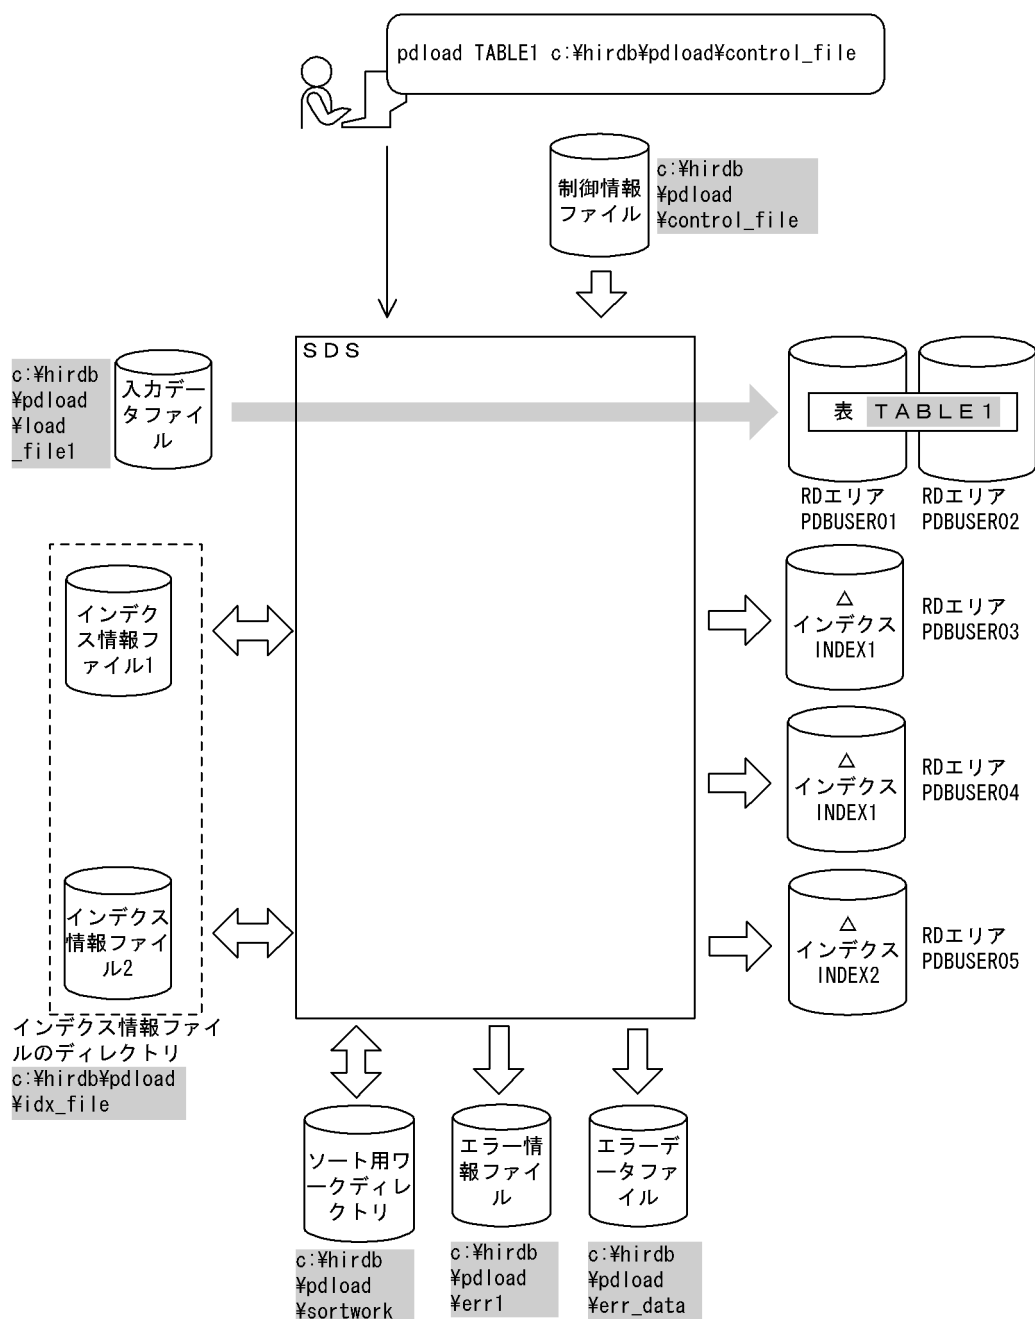 pdload TABLE1 c:¥hirdb¥pdload¥control_file
制御情報
ファイル
c:¥hirdb
¥pdload
¥control_file
SDS
c:¥hirdb
¥pdload
¥load
_file1
入力デー
タファイ
ル
表 TABLE1
RDエリア
PDBUSER01
RDエリア
PDBUSER02
インデク
ス情報フ
ァイル1
△
インデクス
INDEX1
RDエリア
PDBUSER03
△
インデクス
INDEX1
RDエリア
PDBUSER04
インデクス
情報ファイ
ル2
△
インデクス
INDEX2
RDエリア
PDBUSER05
インデクス情報ファイ
ルのディレクトリ
c:¥hirdb¥pdload
¥idx_file
ソート用ワ
ークディレ
クトリ
c:¥hirdb
¥pdload
¥sortwork
エラー情
報ファイ
ル
c:¥hirdb
¥pdload
¥err1
エラーデ
ータファ
イル
c:¥hirdb
¥pdload
¥err_data